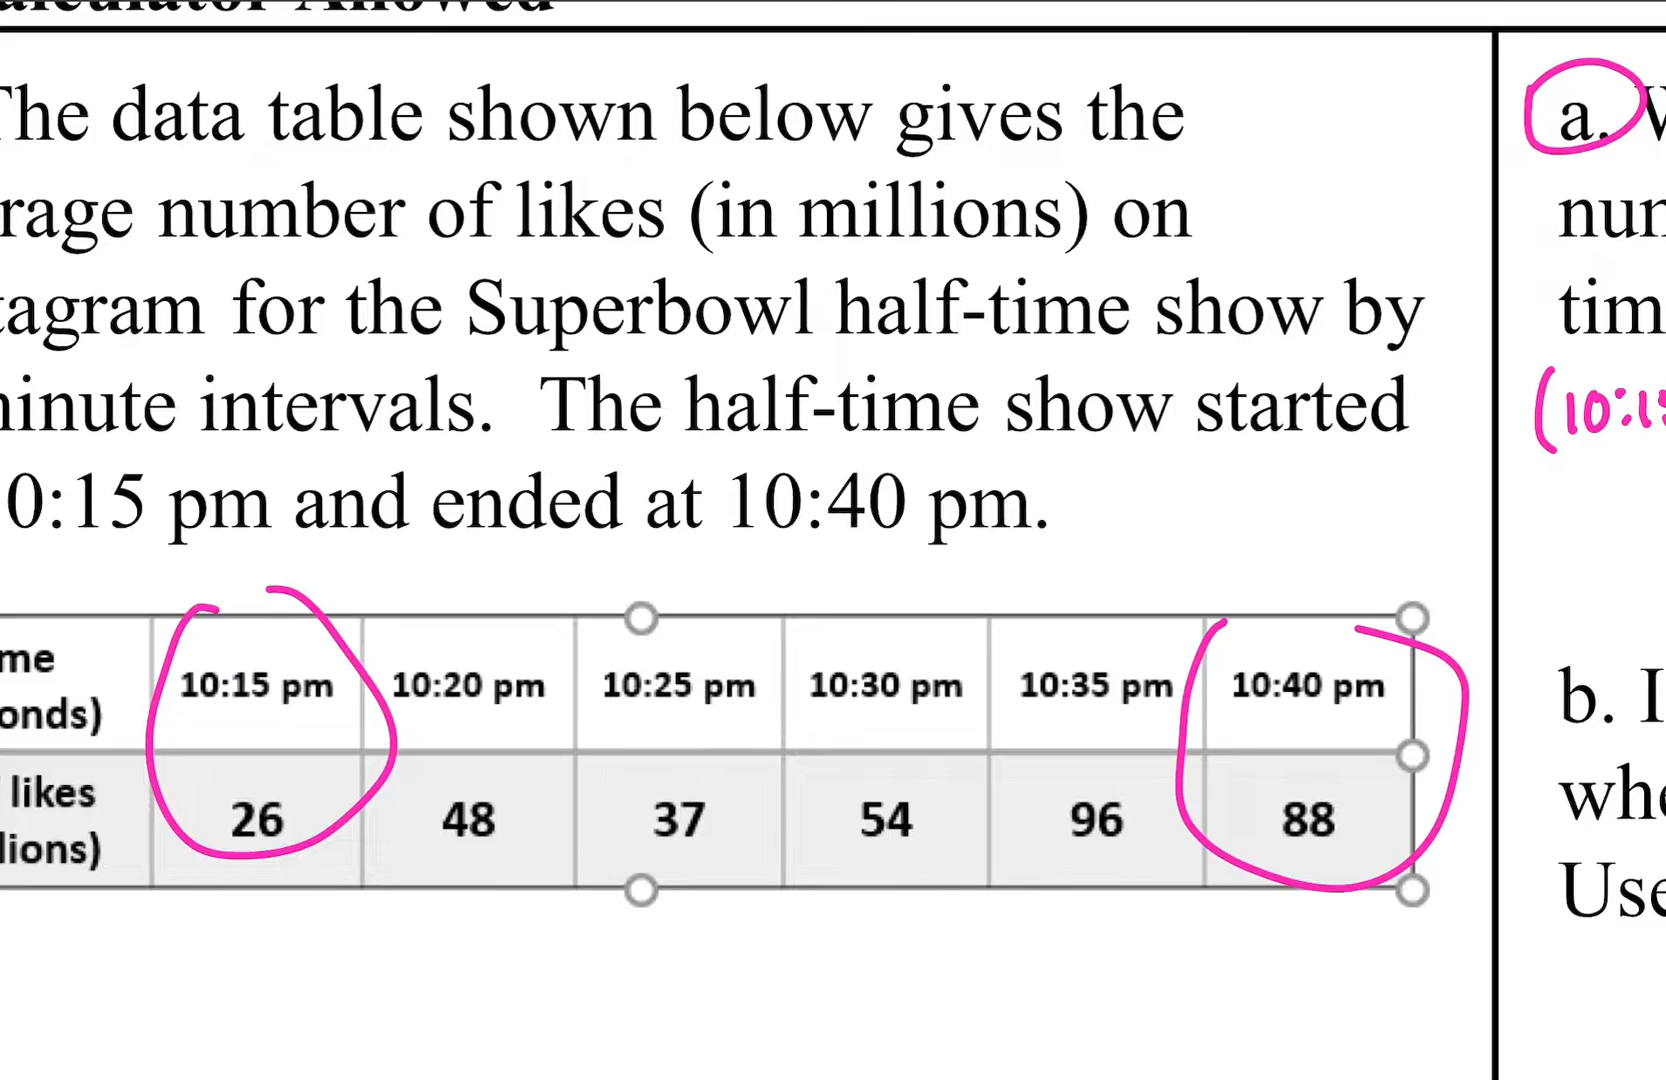 The data table shown below gives the
rage number of likes (in millions) on
tagram for the Superbowl half-time show by
inute intervals. The half-time show started
0:15 pm and ended at 10:40 pm.
me 10:15 pm 10:20 pm 10:25 pm 10:30 pm 10:35 pm 10:40 pm
onds)
likes 26 48 37 54 96 88
lions)
a.
num
tim
(10:15
b. I
whe
Use